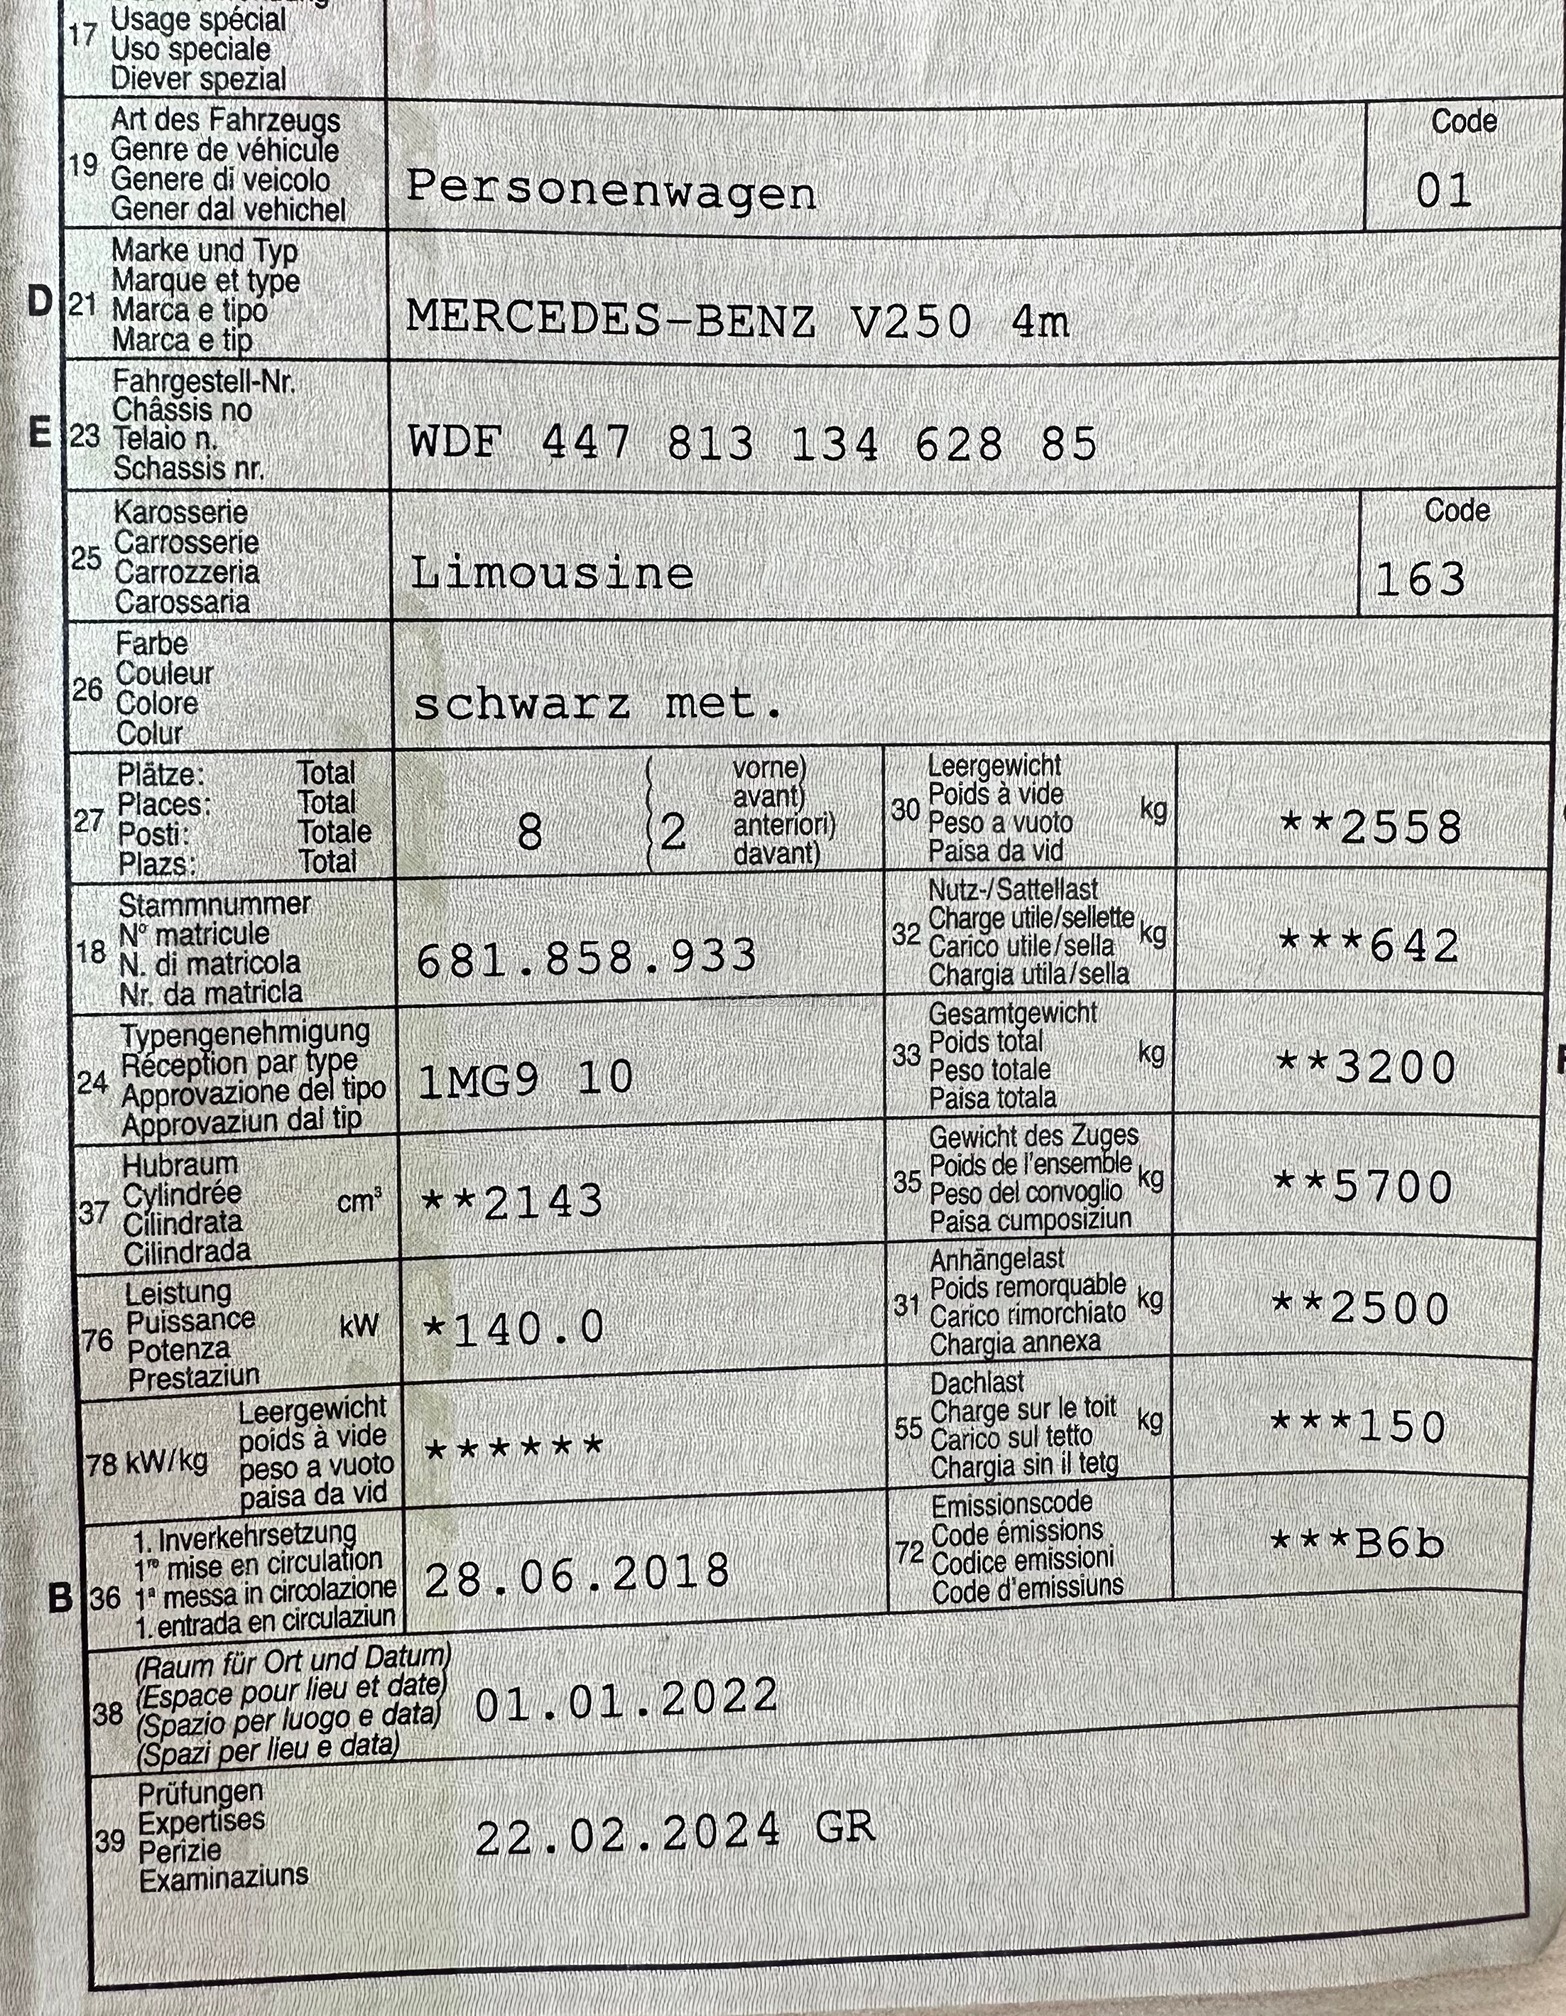 17 Usage spécial
Uso speciale
Diever spezial
19 Art des Fahrzeugs
Genre de véhicule
Genere di veicolo
Gener dal vehichel
Personenwagen
Code
01
D 21 Marke und Typ
Marque et type
Marca e tipo
Marca e tip
MERCEDES-BENZ V250 4m
E 23 Fahrgestell-Nr.
Châssis no
Telaio n.
Schassis nr.
WDF 447 813 134 628 85
25 Karosserie
Carrosserie
Carrozzeria
Carossaria
Limousine
Code
163
26 Farbe
Couleur
Colore
Colur
schwarz met.
27 Plätze: Total
Places: Total
Posti: Totale
Plazs: Total
8
2
vorne)
avant)
anteriori)
davant)
30 Leergewicht
Poids à vide
Peso a vuoto
Paisa da vid
kg
**2558
18 Stammnummer
N° matricule
N. di matricola
Nr. da matricla
681.858.933
32 Nutz-/Sattellast
Charge utile/sellette
Carico utile/sella
Chargia utila/sella
kg
***642
24 Typengenehmigung
Réception par type
Approvazione del tipo
Approvaziun dal tip
1MG9 10
33 Gesamtgewicht
Poids total
Peso totale
Paisa totala
kg
**3200
37 Hubraum
Cylindrée
Cilindrata
Cilindrada
cm³
**2143
35 Gewicht des Zuges
Poids de l'ensemble
Peso del convoglio
Paisa cumposiziun
kg
**5700
76 Leistung
Puissance
Potenza
Prestaziun
kW
*140.0
31 Anhängelast
Poids remorquable
Carico rimorchiato
Chargia annexa
kg
**2500
78 kW/kg
Leergewicht
poids à vide
peso a vuoto
paisa da vid
******
55 Dachlast
Charge sur le toit
Carico sul tetto
Chargia sin il tetg
kg
***150
B 36 1. Inverkehrsetzung
1re mise en circulation
1ª messa in circolazione
1. entrada en circulaziun
28.06.2018
72 Emissionscode
Code émissions
Codice emissioni
Code d'emissiuns
***B6b
38 (Raum für Ort und Datum)
(Espace pour lieu et date)
(Spazio per luogo e data)
(Spazi per lieu e data)
01.01.2022
39 Prüfungen
Expertises
Perizie
Examinaziuns
22.02.2024 GR